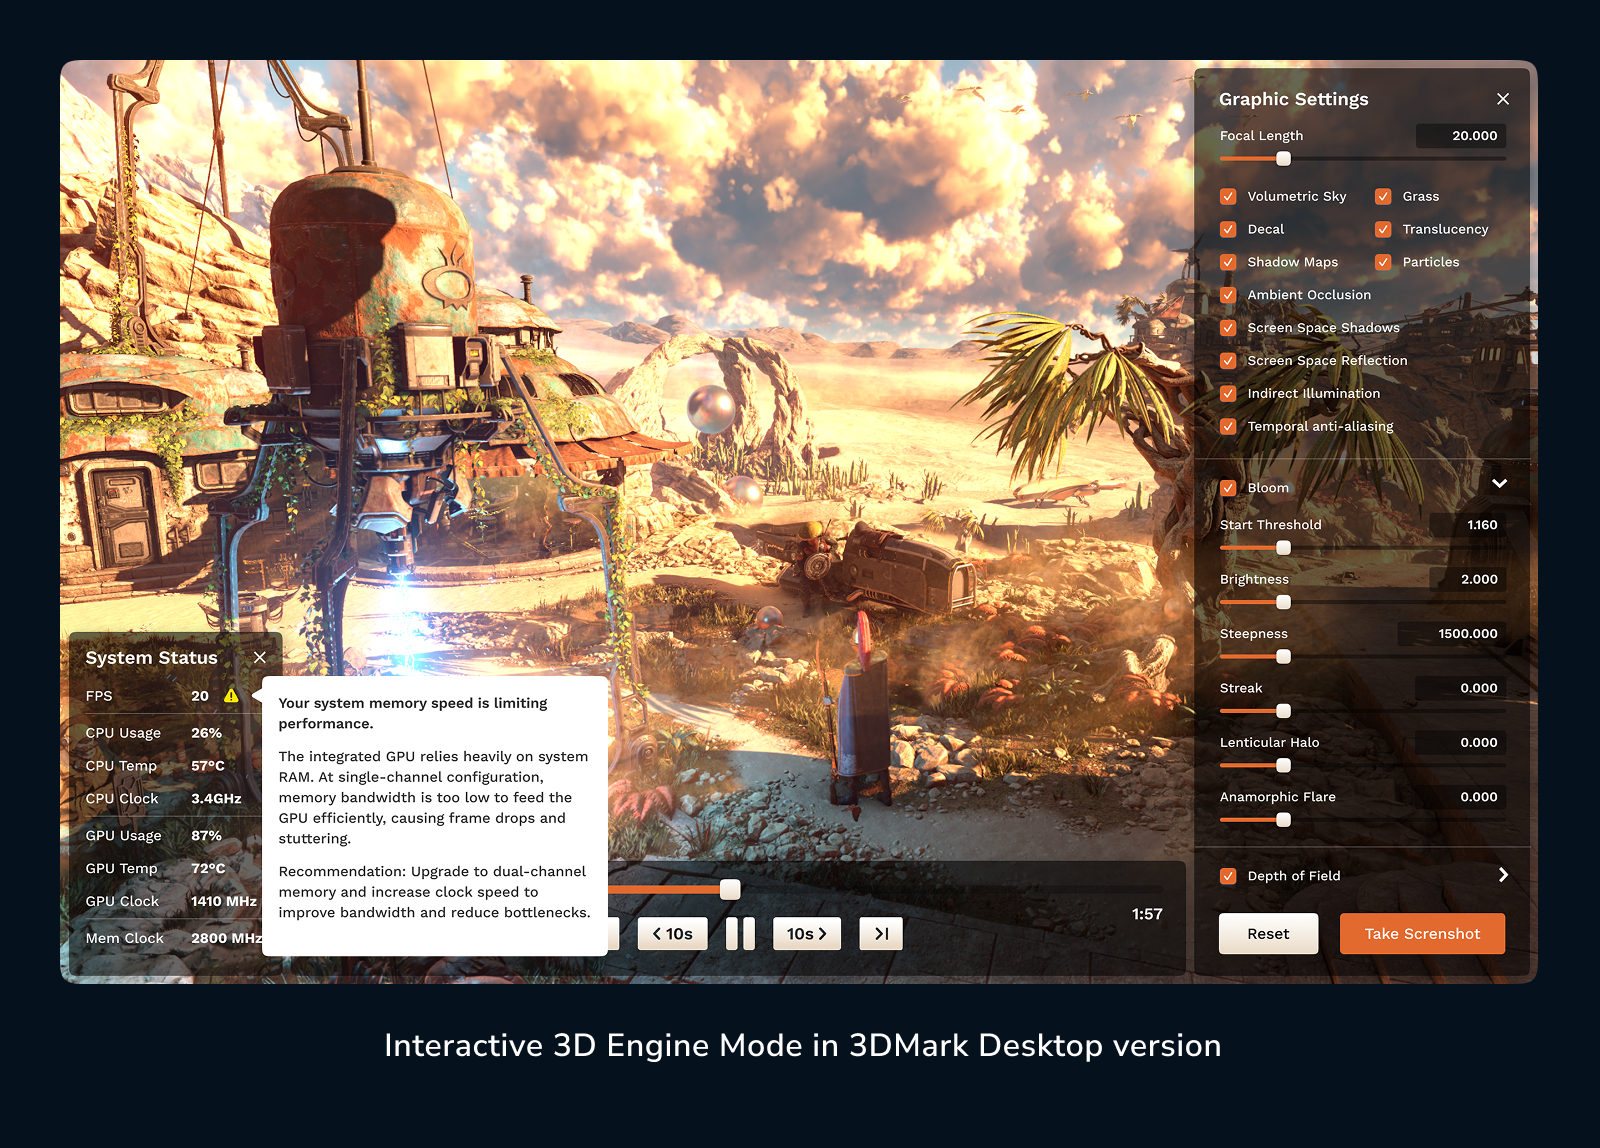 Graphic Settings
Focal Length 20.000
Volumetric Sky Grass
Decal Translucency
Shadow Maps Particles
Ambient Occlusion
Screen Space Shadows
Screen Space Reflection
Indirect Illumination
Temporal anti-aliasing
Bloom
Start Threshold 1.160
Brightness 2.000
Steepness 1500.000
Streak 0.000
Lenticular Halo 0.000
Anamorphic Flare 0.000
Depth of Field
Reset Take Screnshot
System Status
FPS 20
CPU Usage 26%
CPU Temp 57°C
CPU Clock 3.4GHz
GPU Usage 87%
GPU Temp 72°C
GPU Clock 1410 MHz
Mem Clock 2800 MHz
Your system memory speed is limiting
performance.
The integrated GPU relies heavily on system
RAM. At single-channel configuration,
memory bandwidth is too low to feed the
GPU efficiently, causing frame drops and
stuttering.
Recommendation: Upgrade to dual-channel
memory and increase clock speed to
improve bandwidth and reduce bottlenecks.
1:57
10s 10s
Interactive 3D Engine Mode in 3DMark Desktop version